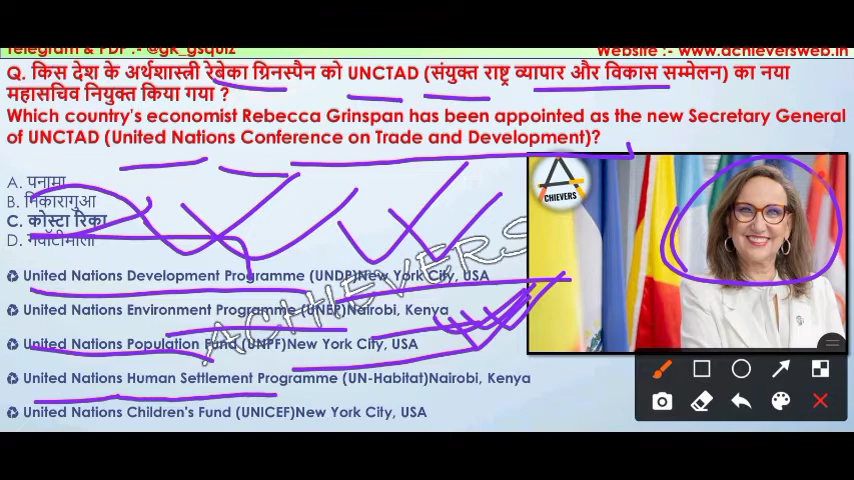 Telegram & PDF :- @gk_gsquiz
Website :- www.achieversweb.in
Q. किस देश के अर्थशास्त्री रेबेका ग्रिनस्पैन को UNCTAD (संयुक्त राष्ट्र व्यापार और विकास सम्मेलन) का नया
महासचिव नियुक्त किया गया ?
Which country's economist Rebecca Grinspan has been appointed as the new Secretary General
of UNCTAD (United Nations Conference on Trade and Development)?
A. पनामा
B. निकारागुआ
C. कोस्टा रिका
D. ग्वाटेमाला
United Nations Development Programme (UNDP)New York City, USA
United Nations Environment Programme (UNEP)Nairobi, Kenya
United Nations Population Fund (UNPF)New York City, USA
United Nations Human Settlement Programme (UN-Habitat)Nairobi, Kenya
United Nations Children's Fund (UNICEF)New York City, USA
ACHIEVERS
CHIEVERS